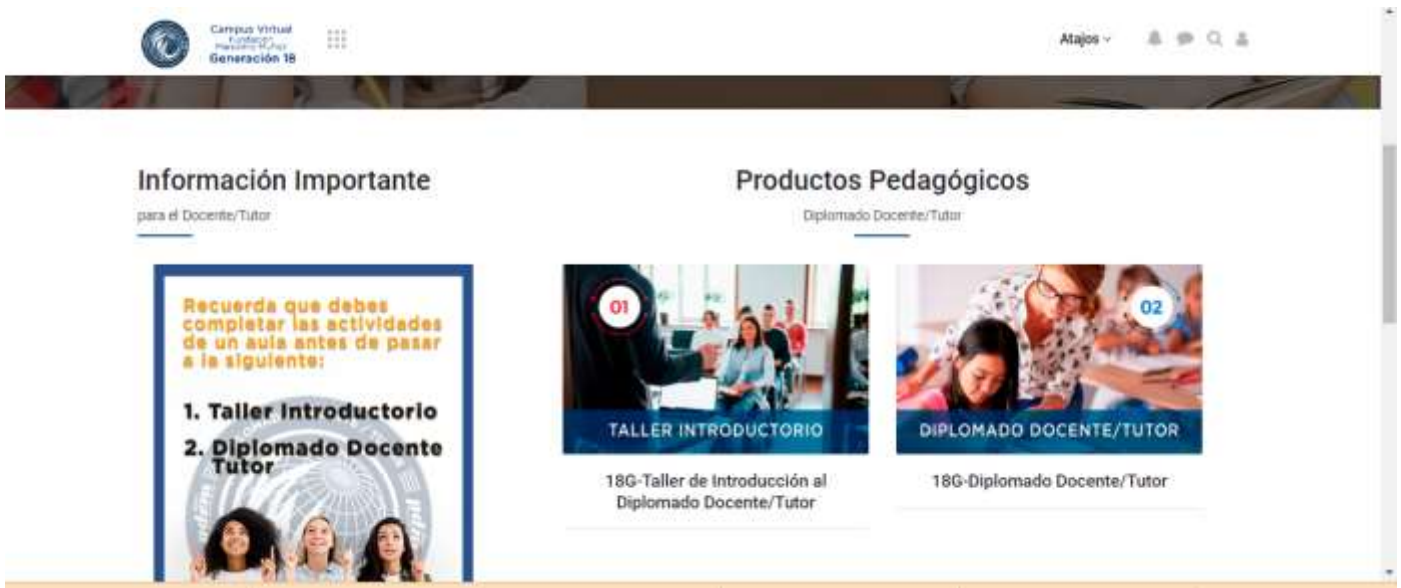 Campus Virtual
Fundación
Generación 18
Atajos
Información Importante
para el Docente/Tutor
Productos Pedagógicos
Diplomado Docente/Tutor
Recuerda que debes
completar las actividades
de un aula antes de pasar
a la siguiente:
1. Taller Introductorio
2. Diplomado Docente
Tutor
01
TALLER INTRODUCTORIO
18G-Taller de Introducción al
Diplomado Docente/Tutor
02
DIPLOMADO DOCENTE/TUTOR
18G-Diplomado Docente/Tutor